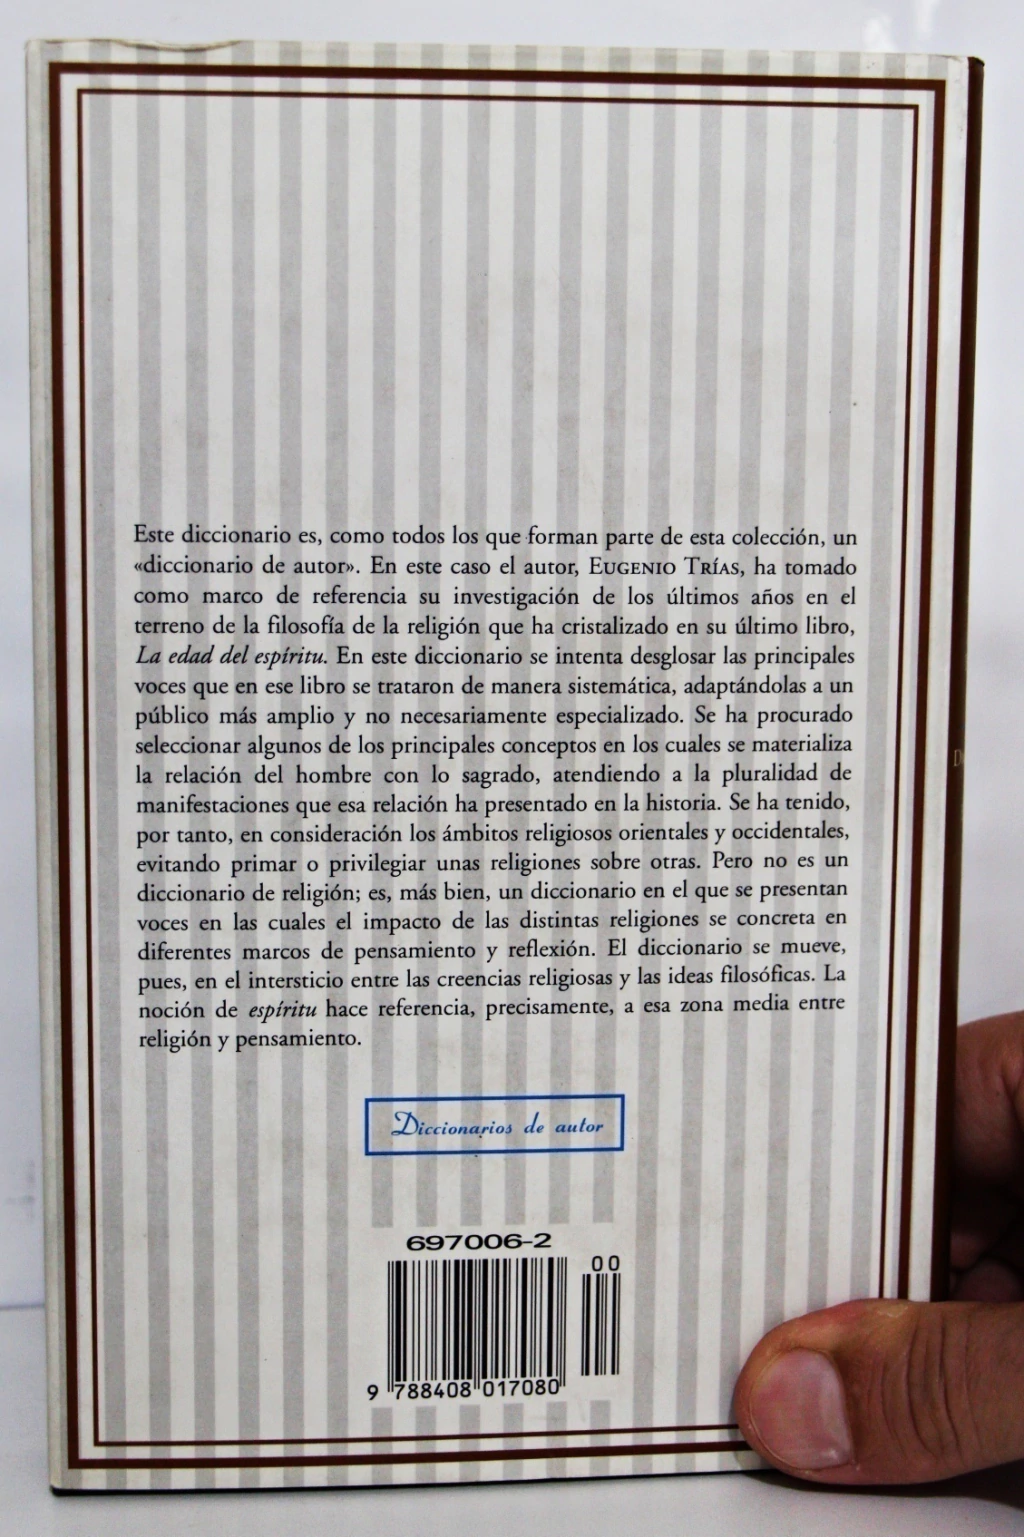 Este diccionario es, como todos los que forman parte de esta colección, un
«diccionario de autor». En este caso el autor, EUGENIO TRÍAS, ha tomado
como marco de referencia su investigación de los últimos años en el
terreno de la filosofía de la religión que ha cristalizado en su último libro,
La edad del espíritu. En este diccionario se intenta desglosar las principales
voces que en ese libro se trataron de manera sistemática, adaptándolas a un
público más amplio y no necesariamente especializado. Se ha procurado
seleccionar algunos de los principales conceptos en los cuales se materializa
la relación del hombre con lo sagrado, atendiendo a la pluralidad de
manifestaciones que esa relación ha presentado en la historia. Se ha tenido,
por tanto, en consideración los ámbitos religiosos orientales y occidentales,
evitando primar o privilegiar unas religiones sobre otras. Pero no es un
diccionario de religión; es, más bien, un diccionario en el que se presentan
voces en las cuales el impacto de las distintas religiones se concreta en
diferentes marcos de pensamiento y reflexión. El diccionario se mueve,
pues, en el intersticio entre las creencias religiosas y las ideas filosóficas. La
noción de espíritu hace referencia, precisamente, a esa zona media entre
religión y pensamiento.
Diccionarios de autor
697006-2
00
9 788408 017080